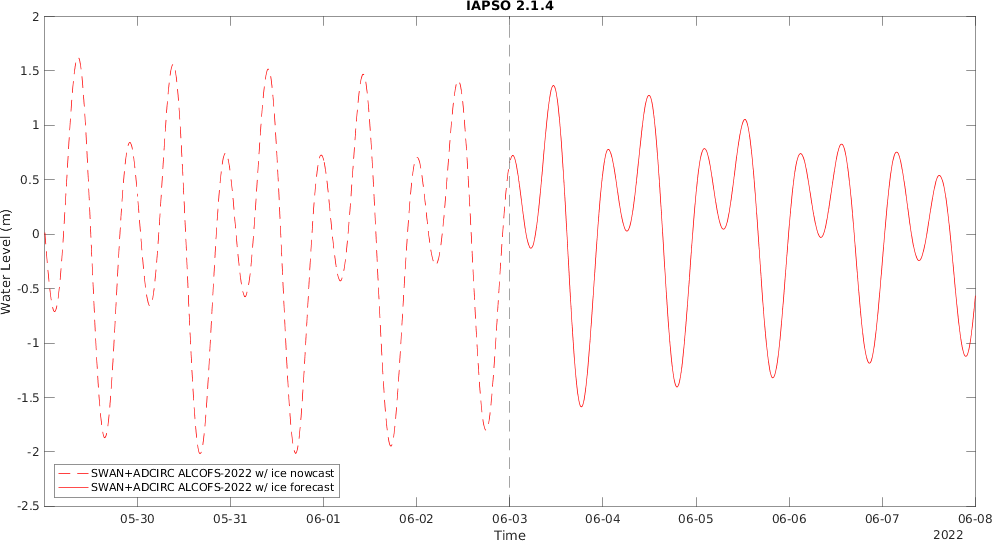 IAPSO 2.1.4
Water Level (m)
2
1.5
1
0.5
0
-0.5
-1
-1.5
-2
-2.5
SWAN+ADCIRC ALCOFS-2022 w/ ice nowcast
SWAN+ADCIRC ALCOFS-2022 w/ ice forecast
05-30 05-31 06-01 06-02 06-03 06-04 06-05 06-06 06-07 06-08
Time
2022